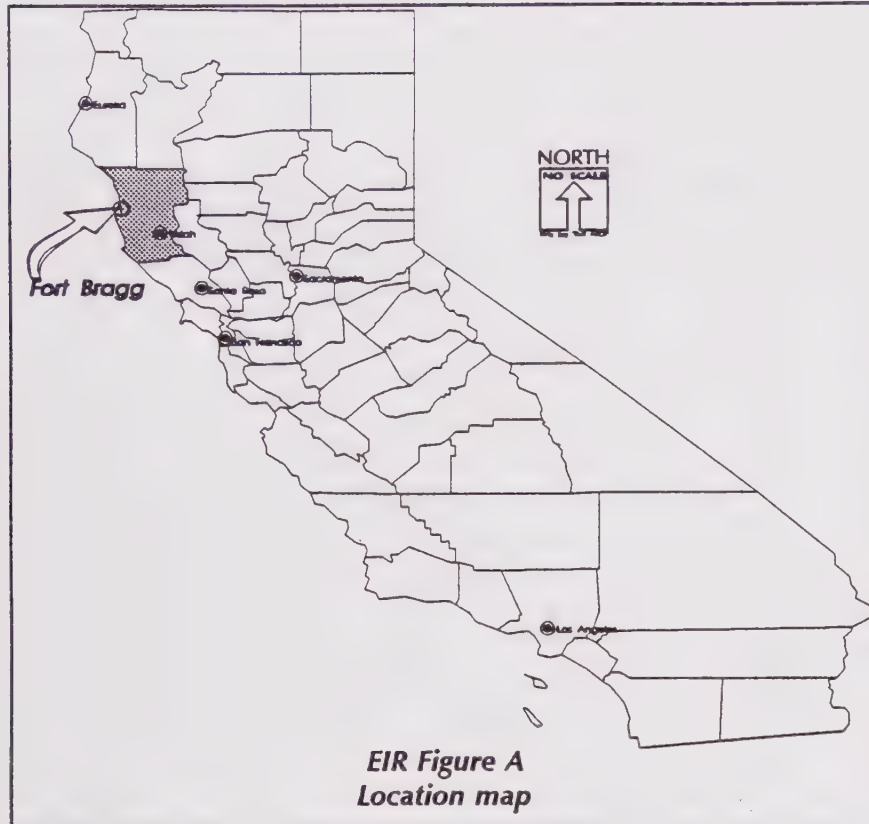 Eureka
NORTH
NO SCALE
Ukiah
Fort Bragg
Santa Rosa
Sacramento
San Francisco
Los Angeles
EIR Figure A
Location map